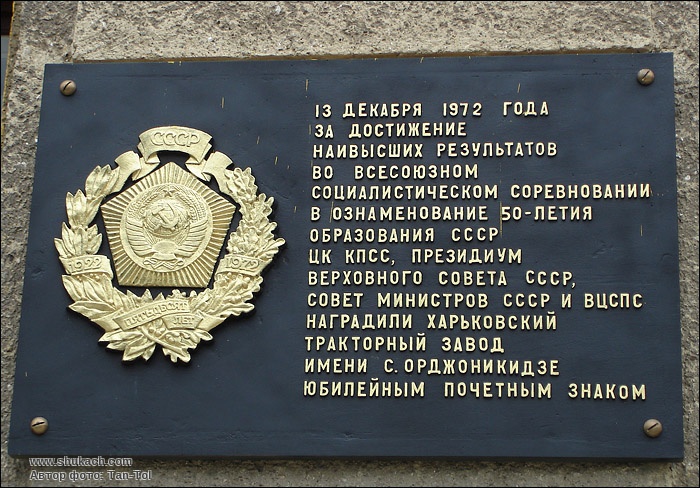 СССР
1922
1972
ПЯТЬДЕСЯТ
ЛЕТ
13 ДЕКАБРЯ 1972 ГОДА
ЗА ДОСТИЖЕНИЕ
НАИВЫСШИХ РЕЗУЛЬТАТОВ
ВО ВСЕСОЮЗНОМ
СОЦИАЛИСТИЧЕСКОМ СОРЕВНОВАНИИ
В ОЗНАМЕНОВАНИЕ 50-ЛЕТИЯ
ОБРАЗОВАНИЯ СССР
ЦК КПСС, ПРЕЗИДИУМ
ВЕРХОВНОГО СОВЕТА СССР,
СОВЕТ МИНИСТРОВ СССР И ВЦСПС
НАГРАДИЛИ ХАРЬКОВСКИЙ
ТРАКТОРНЫЙ ЗАВОД
ИМЕНИ С. ОРДЖОНИКИДЗЕ
ЮБИЛЕЙНЫМ ПОЧЕТНЫМ ЗНАКОМ
www.shukach.com
Автор фото: Tan-Tol